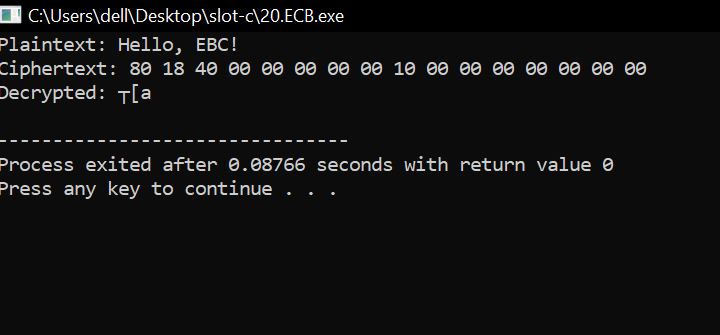 C:\Users\dell\Desktop\slot-c\20.ECB.exe
Plaintext: Hello, EBC!
Ciphertext: 80 18 40 00 00 00 00 00 10 00 00 00 00 00 00 00
Decrypted: ┬[a
---------------------------------
Process exited after 0.08766 seconds with return value 0
Press any key to continue . . .